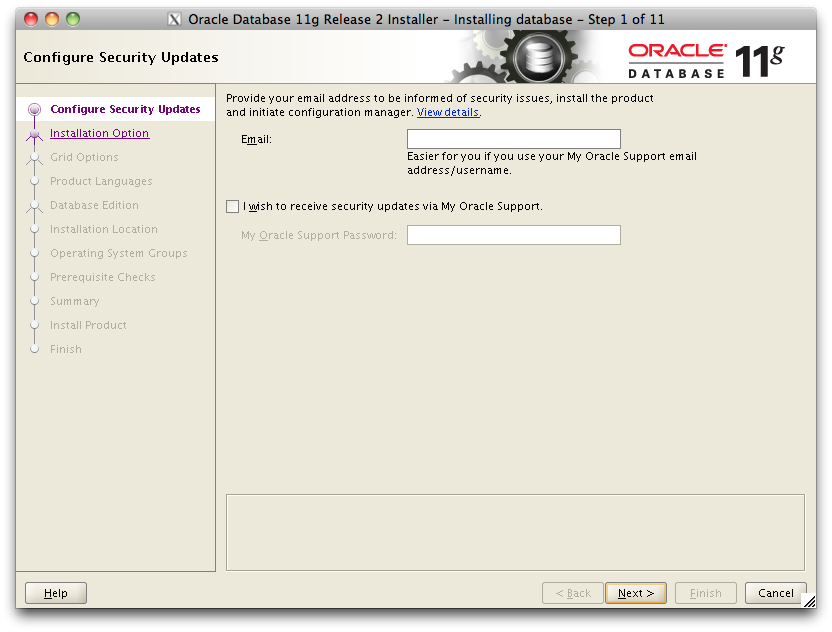 Oracle Database 11g Release 2 Installer – Installing database – Step 1 of 11
Configure Security Updates
ORACLE
DATABASE
11g
Configure Security Updates
Installation Option
Grid Options
Product Languages
Database Edition
Installation Location
Operating System Groups
Prerequisite Checks
Summary
Install Product
Finish
Provide your email address to be informed of security issues, install the product
and initiate configuration manager. View details.
Email:
Easier for you if you use your My Oracle Support email
address/username.
I wish to receive security updates via My Oracle Support.
My Oracle Support Password:
Help
< Back
Next >
Finish
Cancel